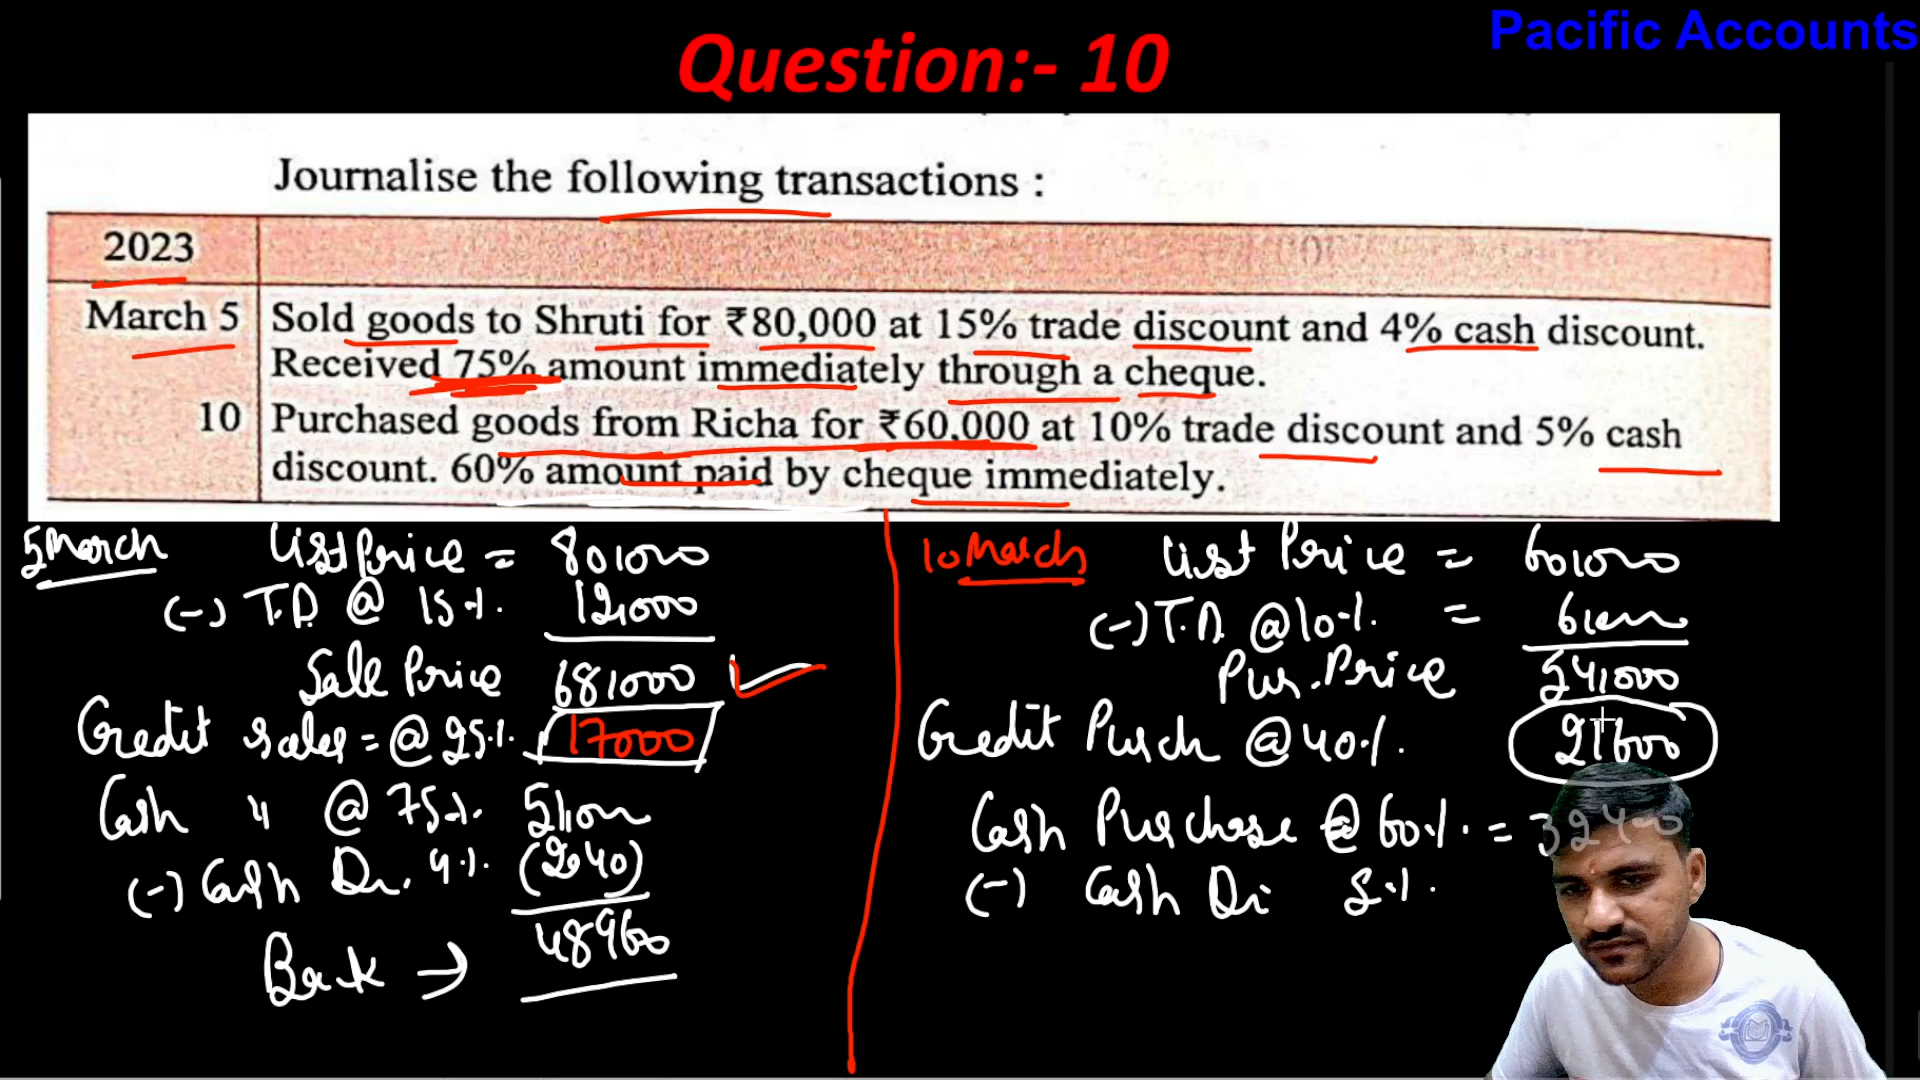 Pacific Accounts
Question:- 10
Journalise the following transactions :
2023
March 5 Sold goods to Shruti for ₹80,000 at 15% trade discount and 4% cash discount.
Received 75% amount immediately through a cheque.
10 Purchased goods from Richa for ₹60,000 at 10% trade discount and 5% cash
discount. 60% amount paid by cheque immediately.
5 March List Price = 80,000
(-) T.D. @ 15%. 12,000
Sale Price 68,000
Credit Sales = @ 25%. 17000
Cash " @ 75%. 51,000
(-) Cash Dis. 4%. (2040)
Bank → 48960
10 March List Price = 60,000
(-) T.D. @ 10%. = 6,000
Pur. Price 54,000
Credit Purch @ 40%. 21600
Cash Purchase @ 60%. = 32400
(-) Cash Di 5%.